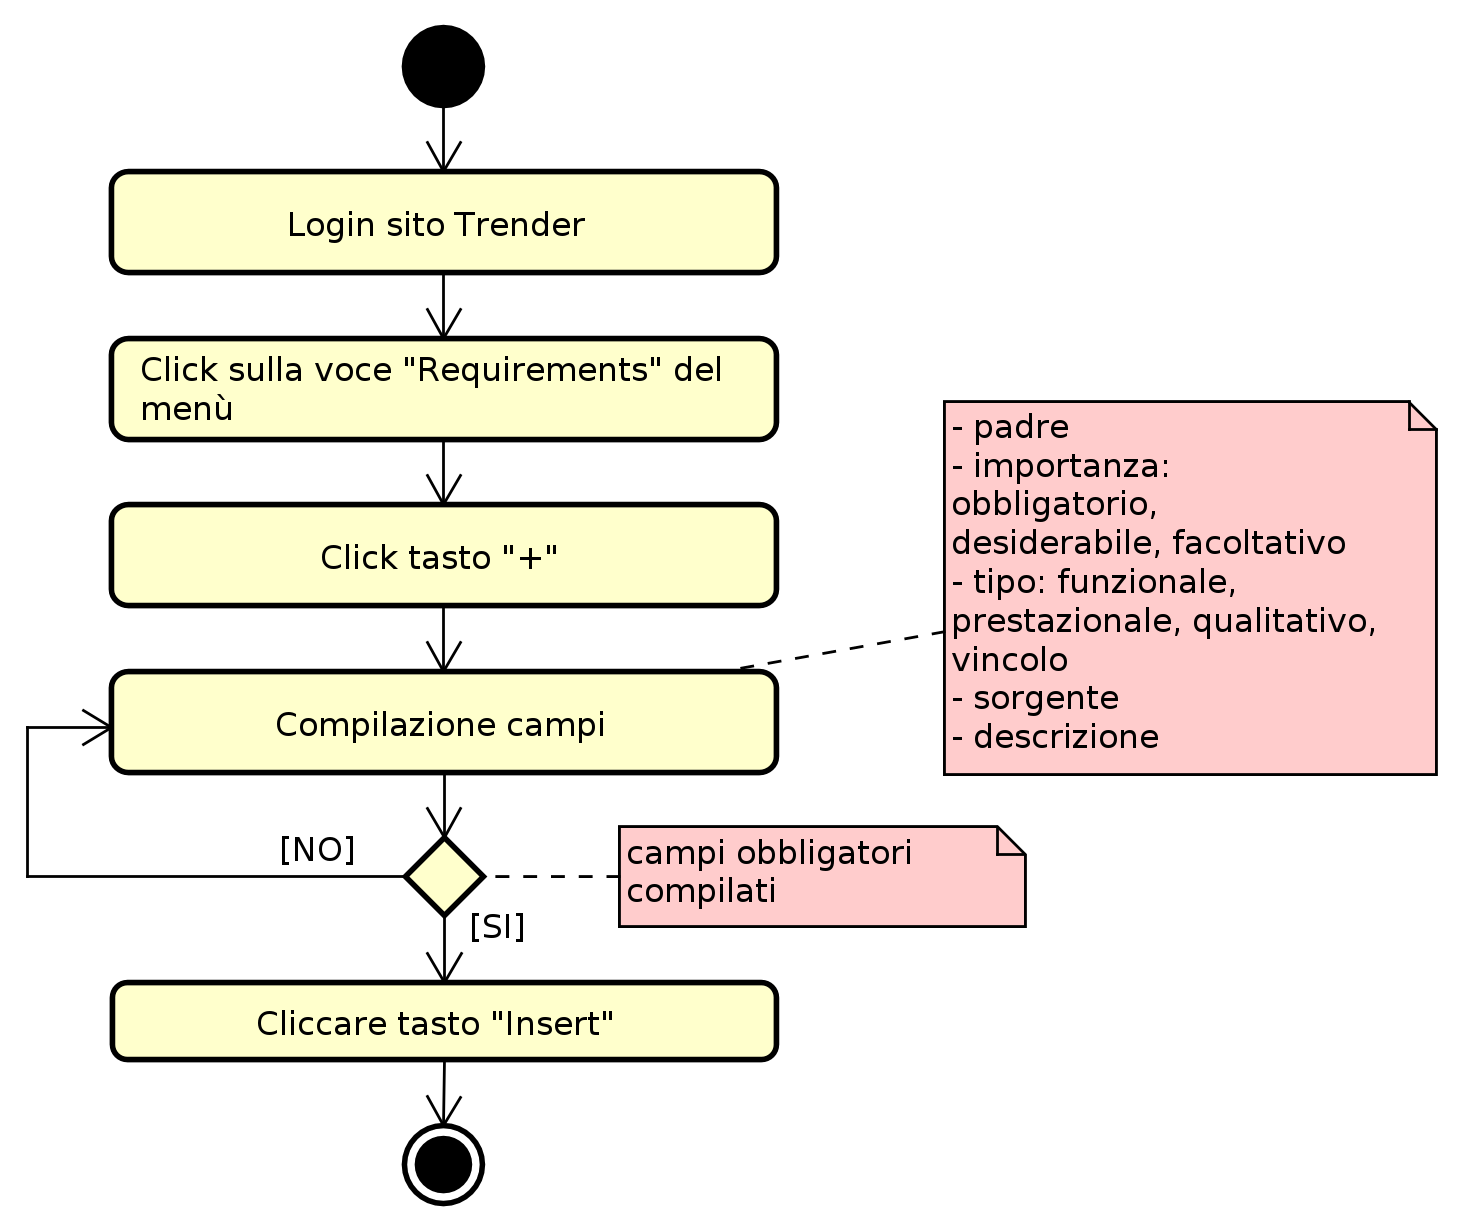 Login sito Trender
Click sulla voce "Requirements" del
menù
Click tasto "+"
- padre
- importanza:
obbligatorio,
desiderabile, facoltativo
- tipo: funzionale,
prestazionale, qualitativo,
vincolo
- sorgente
- descrizione
Compilazione campi
[NO]
campi obbligatori
compilati
[SI]
Cliccare tasto "Insert"